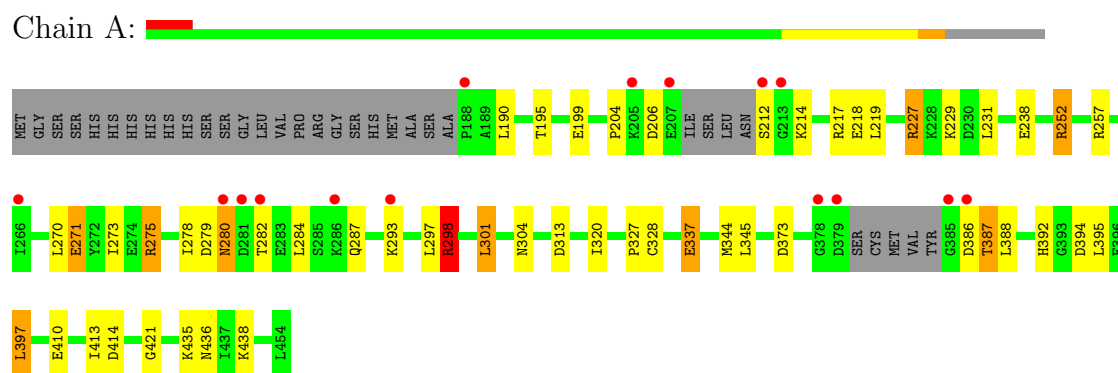 Chain A:
MET GLY SER SER HIS HIS HIS HIS HIS HIS SER SER GLY LEU VAL PRO ARG GLY SER HIS MET ALA SER ALA P188 A189 L190 T195 E199 P204 K205 D206 E207 ILE SER LEU ASN S212 G213 K214 R217 E218 L219 R227 K228 K229 D230 L231 E238 R252 R257
I266 L270 E271 Y272 I273 E274 R275 I278 D279 N280 D281 T282 E283 L284 S285 K286 Q287 K293 L297 R298 L301 N304 D313 I320 P327 C328 E337 M344 L345 D373 G378 D379 SER CYS MET VAL TYR G385 D386 T387 L388 H392 G393 D394 L395 E396
L397 E410 I413 D414 G421 K435 N436 I437 K438 L454